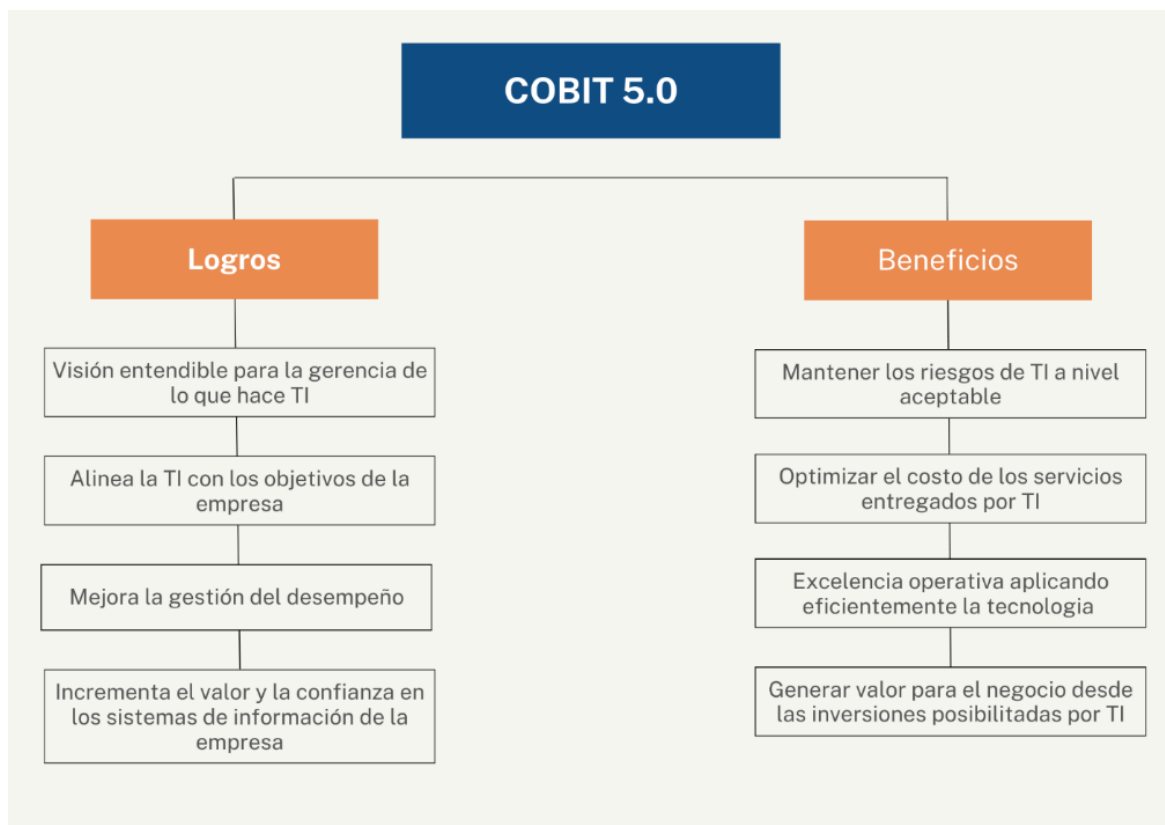 COBIT 5.0
Logros
Visión entendible para la gerencia de
lo que hace TI
Alinea la TI con los objetivos de la
empresa
Mejora la gestión del desempeño
Incrementa el valor y la confianza en
los sistemas de información de la
empresa
Beneficios
Mantener los riesgos de TI a nivel
aceptable
Optimizar el costo de los servicios
entregados por TI
Excelencia operativa aplicando
eficientemente la tecnologia
Generar valor para el negocio desde
las inversiones posibilitadas por TI